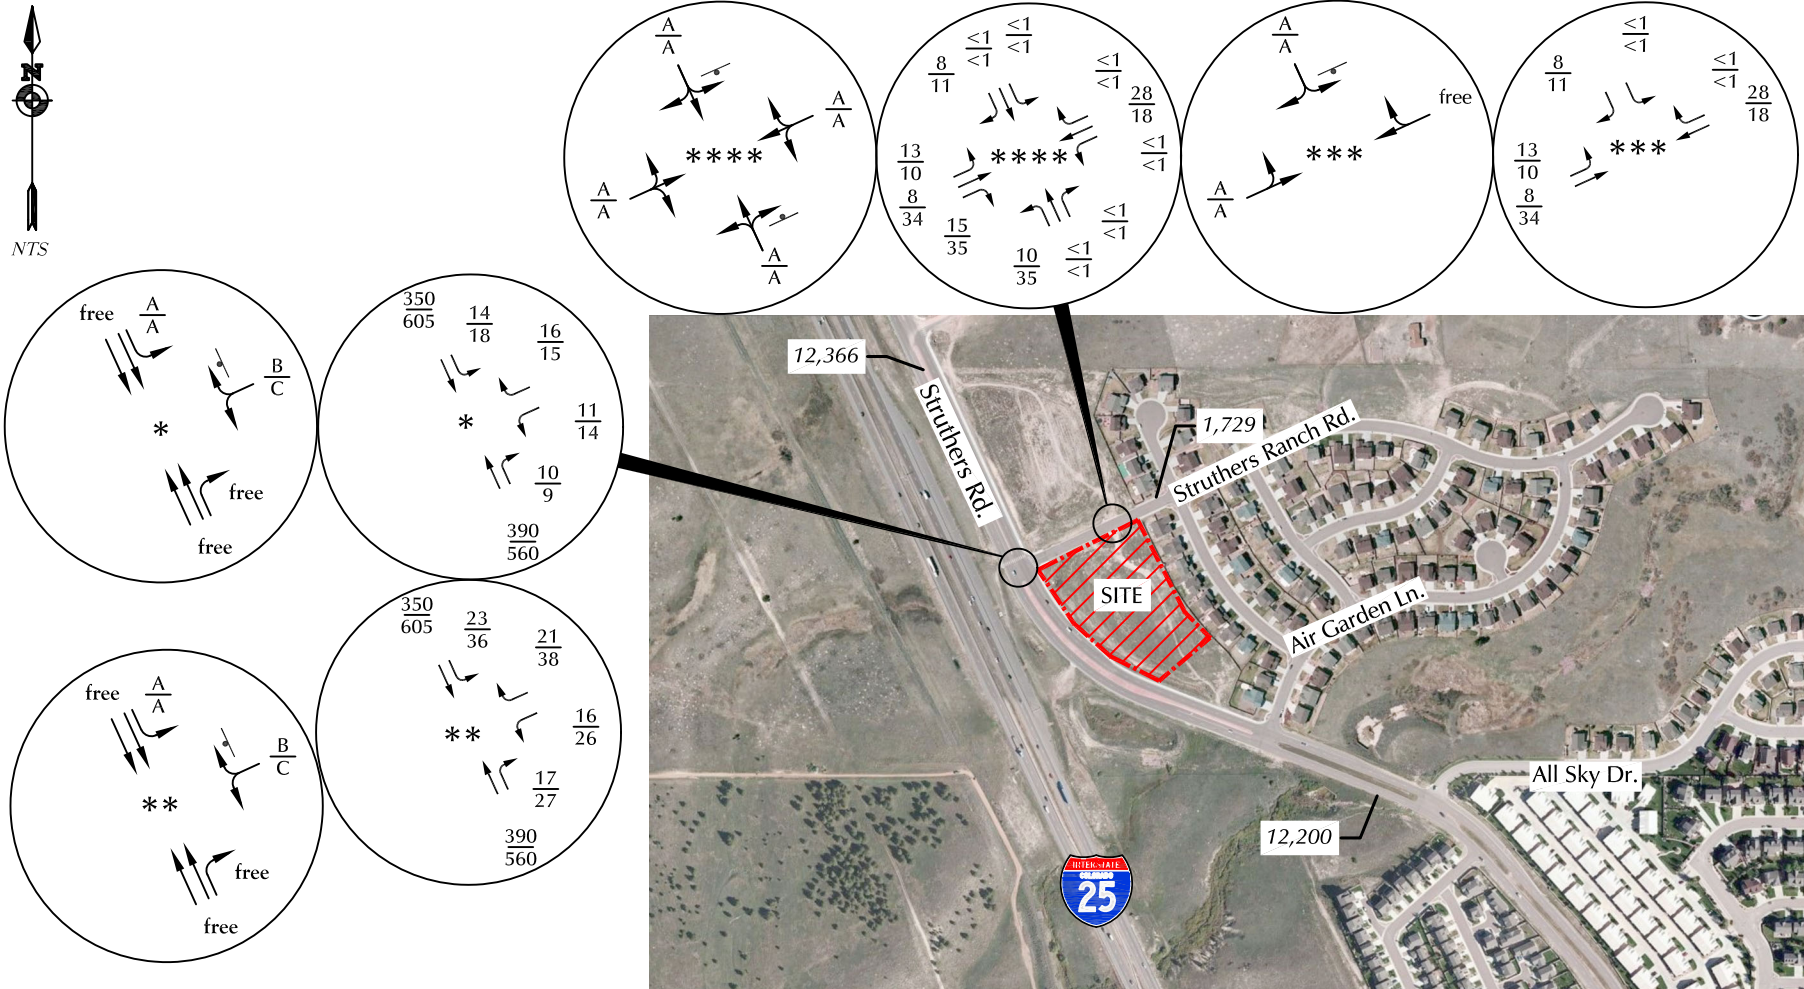 N
NTS
A
A
A
A
A
A
A
A
****
<1
<1
<1
<1
8
11
<1
<1
28
18
<1
<1
****
13
10
8
34
15
35
10
35
<1
<1
<1
<1
A
A
free
A
A
***
<1
<1
8
11
<1
<1
28
18
***
13
10
8
34
free
A
A
B
C
*
free
free
350
605
14
18
16
15
11
14
*
10
9
390
560
free
A
A
B
C
**
free
free
350
605
23
36
21
38
16
26
**
17
27
390
560
12,366
Struthers Rd.
1,729
Struthers Ranch Rd.
SITE
Air Garden Ln.
All Sky Dr.
12,200
INTERSTATE
COLORADO
25